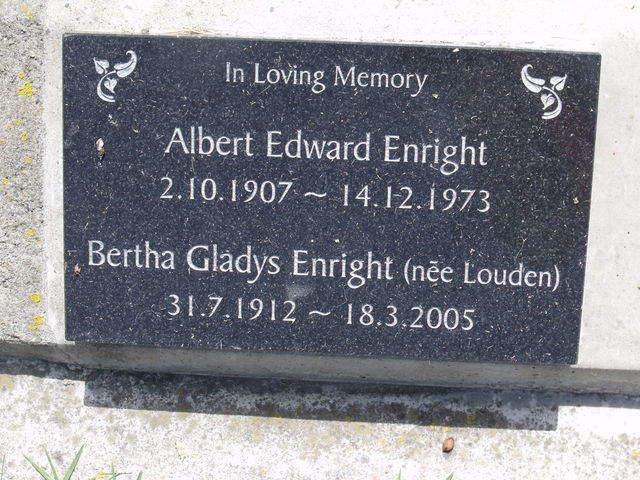 In Loving Memory
Albert Edward Enright
2.10.1907 ~ 14.12.1973
Bertha Gladys Enright (nēe Louden)
31.7.1912 ~ 18.3.2005